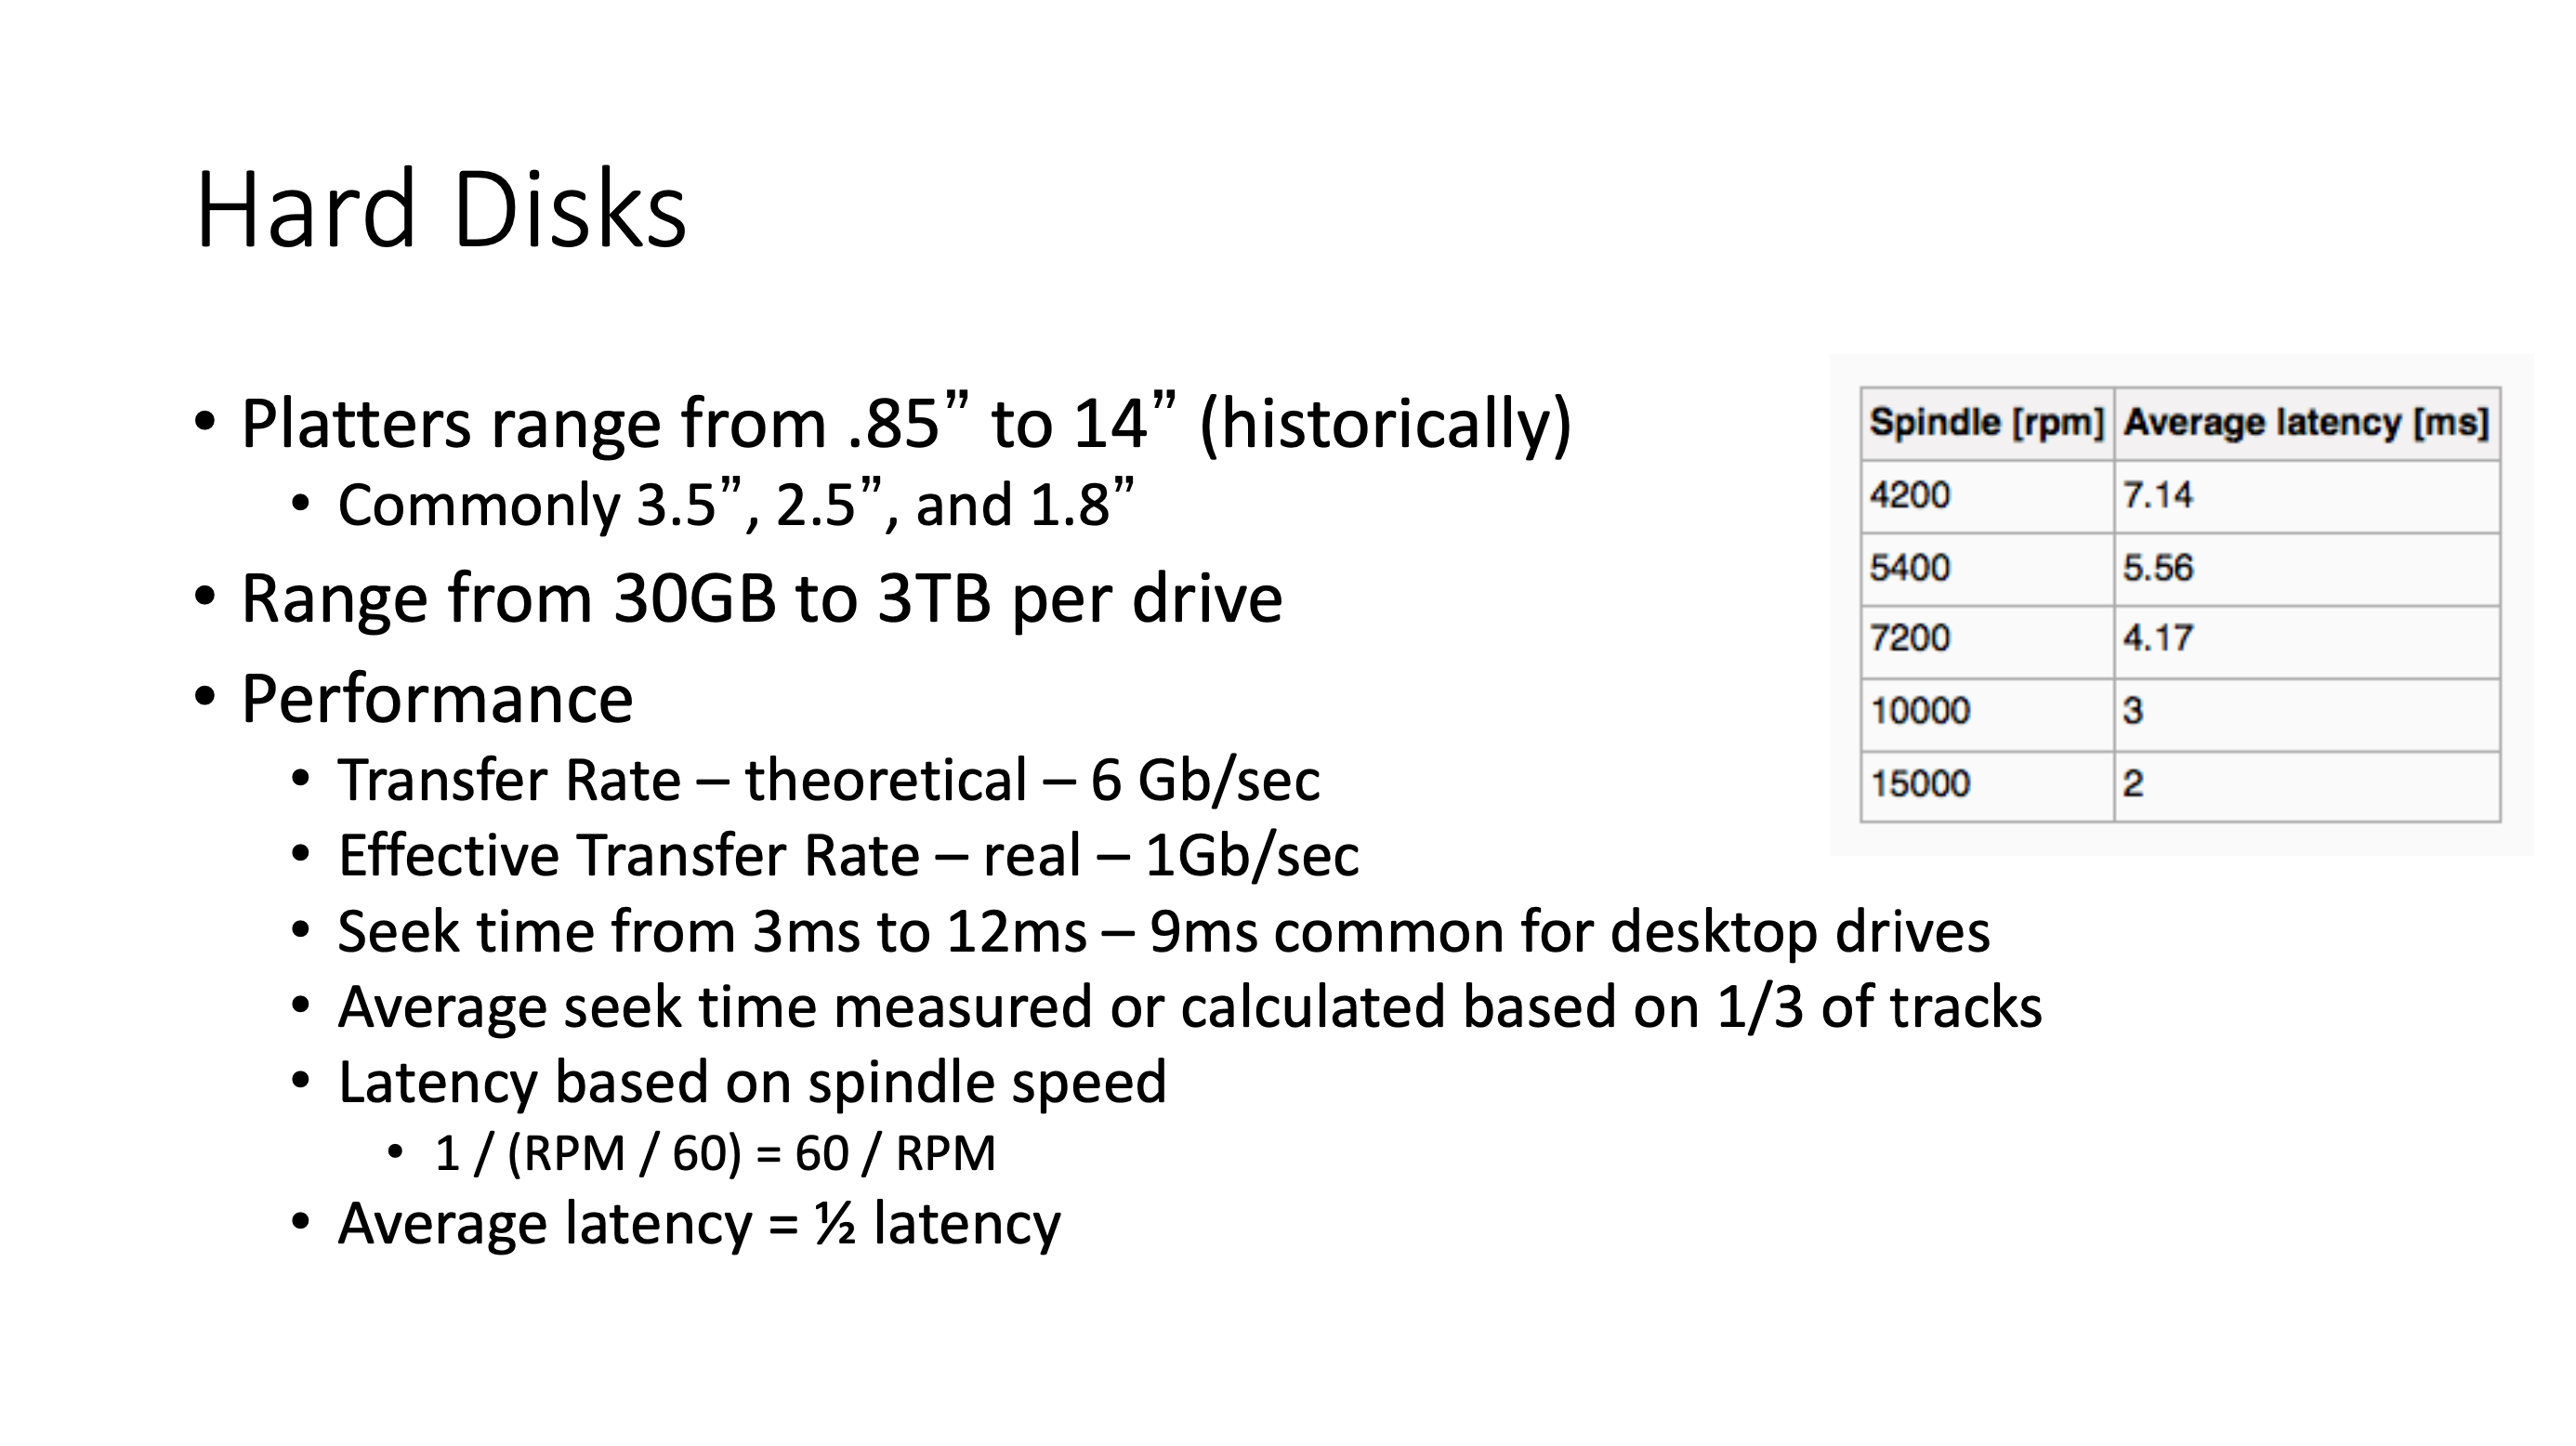 Hard Disks
• Platters range from .85” to 14” (historically)
• Commonly 3.5”, 2.5”, and 1.8”
• Range from 30GB to 3TB per drive
• Performance
• Transfer Rate – theoretical – 6 Gb/sec
• Effective Transfer Rate – real – 1Gb/sec
• Seek time from 3ms to 12ms – 9ms common for desktop drives
• Average seek time measured or calculated based on 1/3 of tracks
• Latency based on spindle speed
• 1 / (RPM / 60) = 60 / RPM
• Average latency = ½ latency
Spindle [rpm] Average latency [ms]
4200 7.14
5400 5.56
7200 4.17
10000 3
15000 2